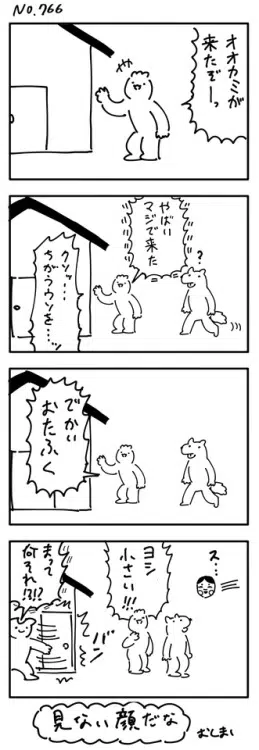 NO.766
オオカミが
来たぞーっ
やばい
マジで来た
?
クソッ…
ちがうウソを…ッ
でかい
おたふく
ス…
ヨシ
小さい!!!
バン
まって
何それ!?!?
見ない顔だな
おしまい